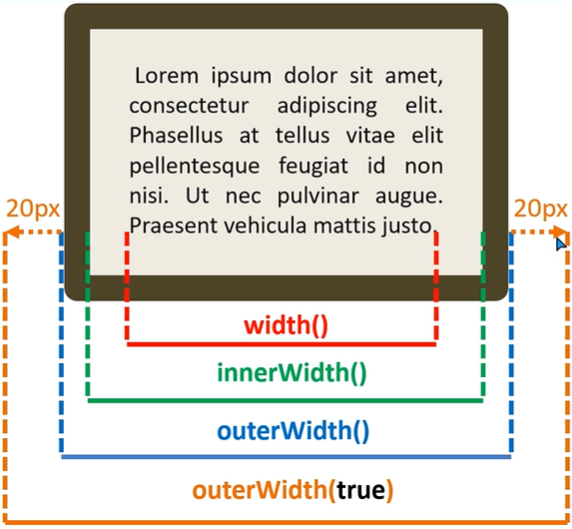 Lorem ipsum dolor sit amet,
consectetur adipiscing elit.
Phasellus at tellus vitae elit
pellentesque feugiat id non
nisi. Ut nec pulvinar augue.
Praesent vehicula mattis justo.
20px
20px
width()
innerWidth()
outerWidth()
outerWidth(true)